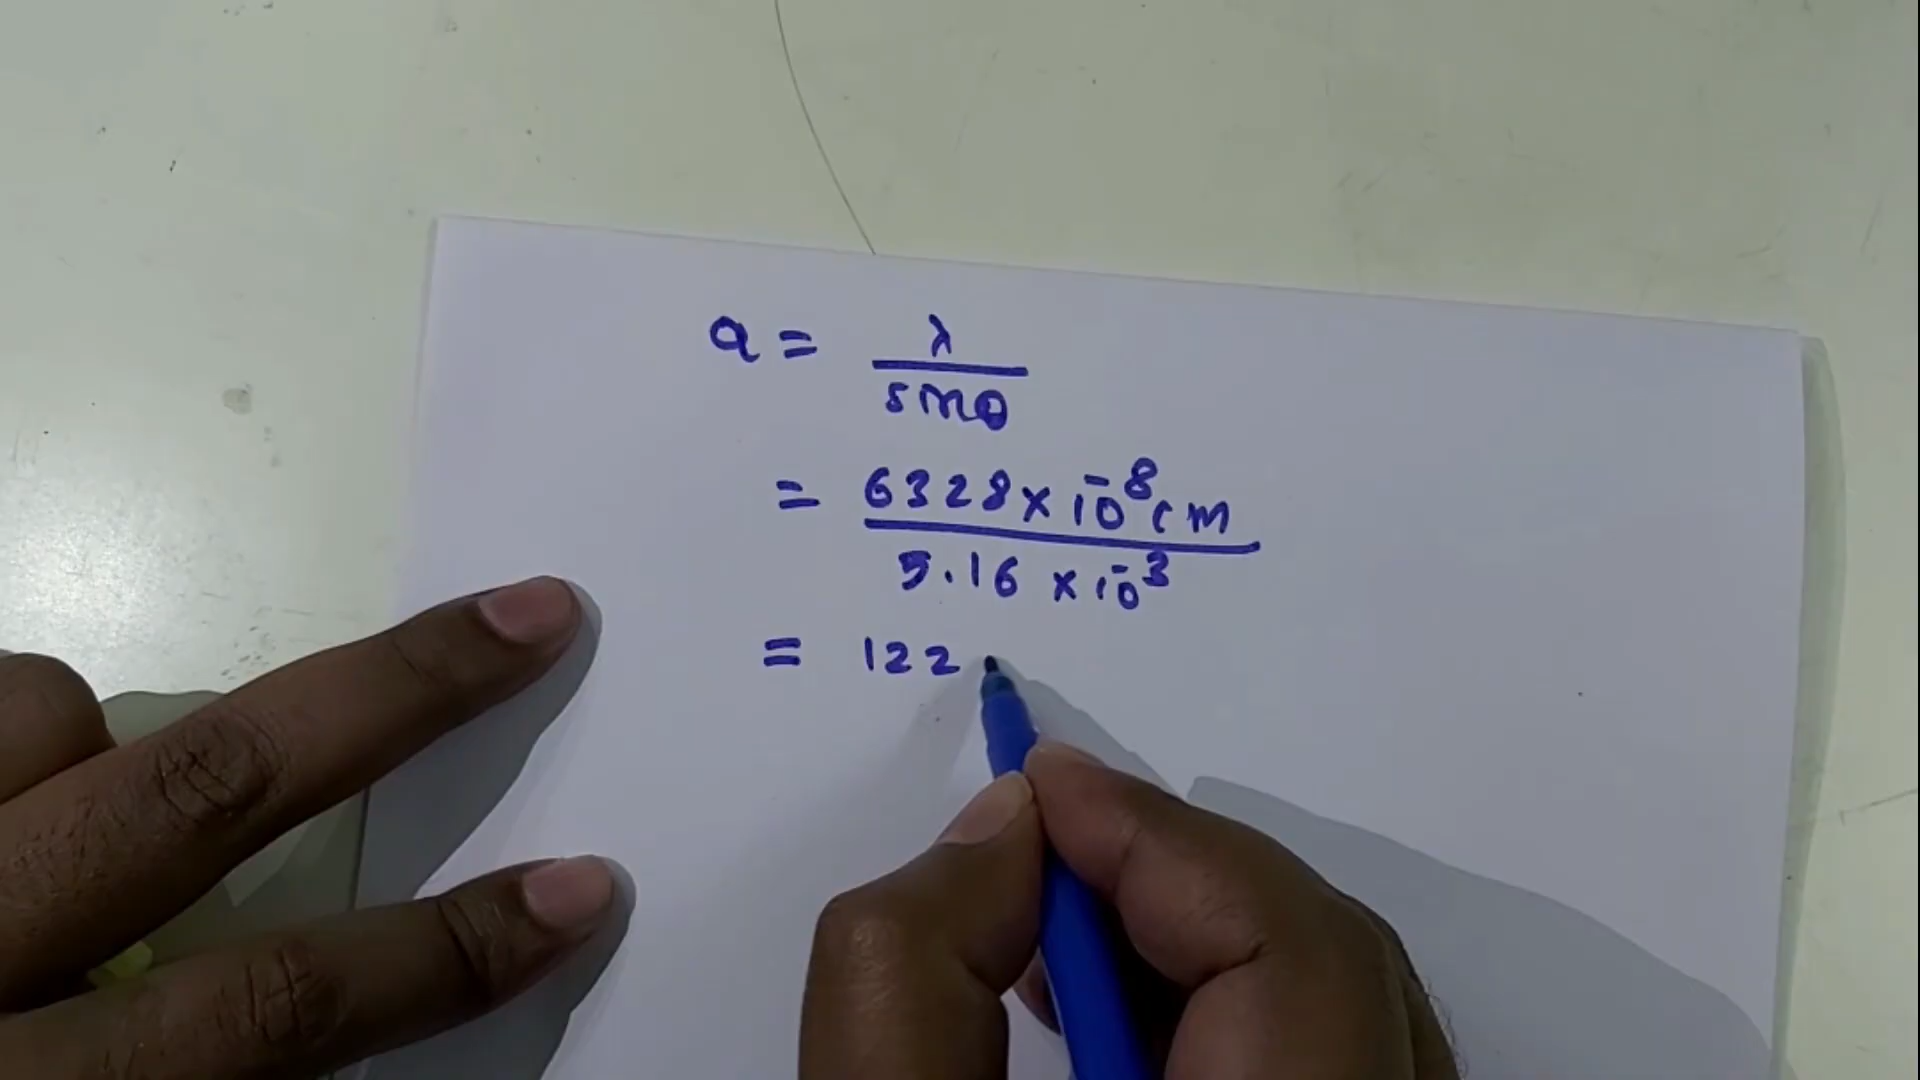 a = λ
sinθ
= 6328 × 10⁻⁸ cm
5.16 × 10⁻³
= 122